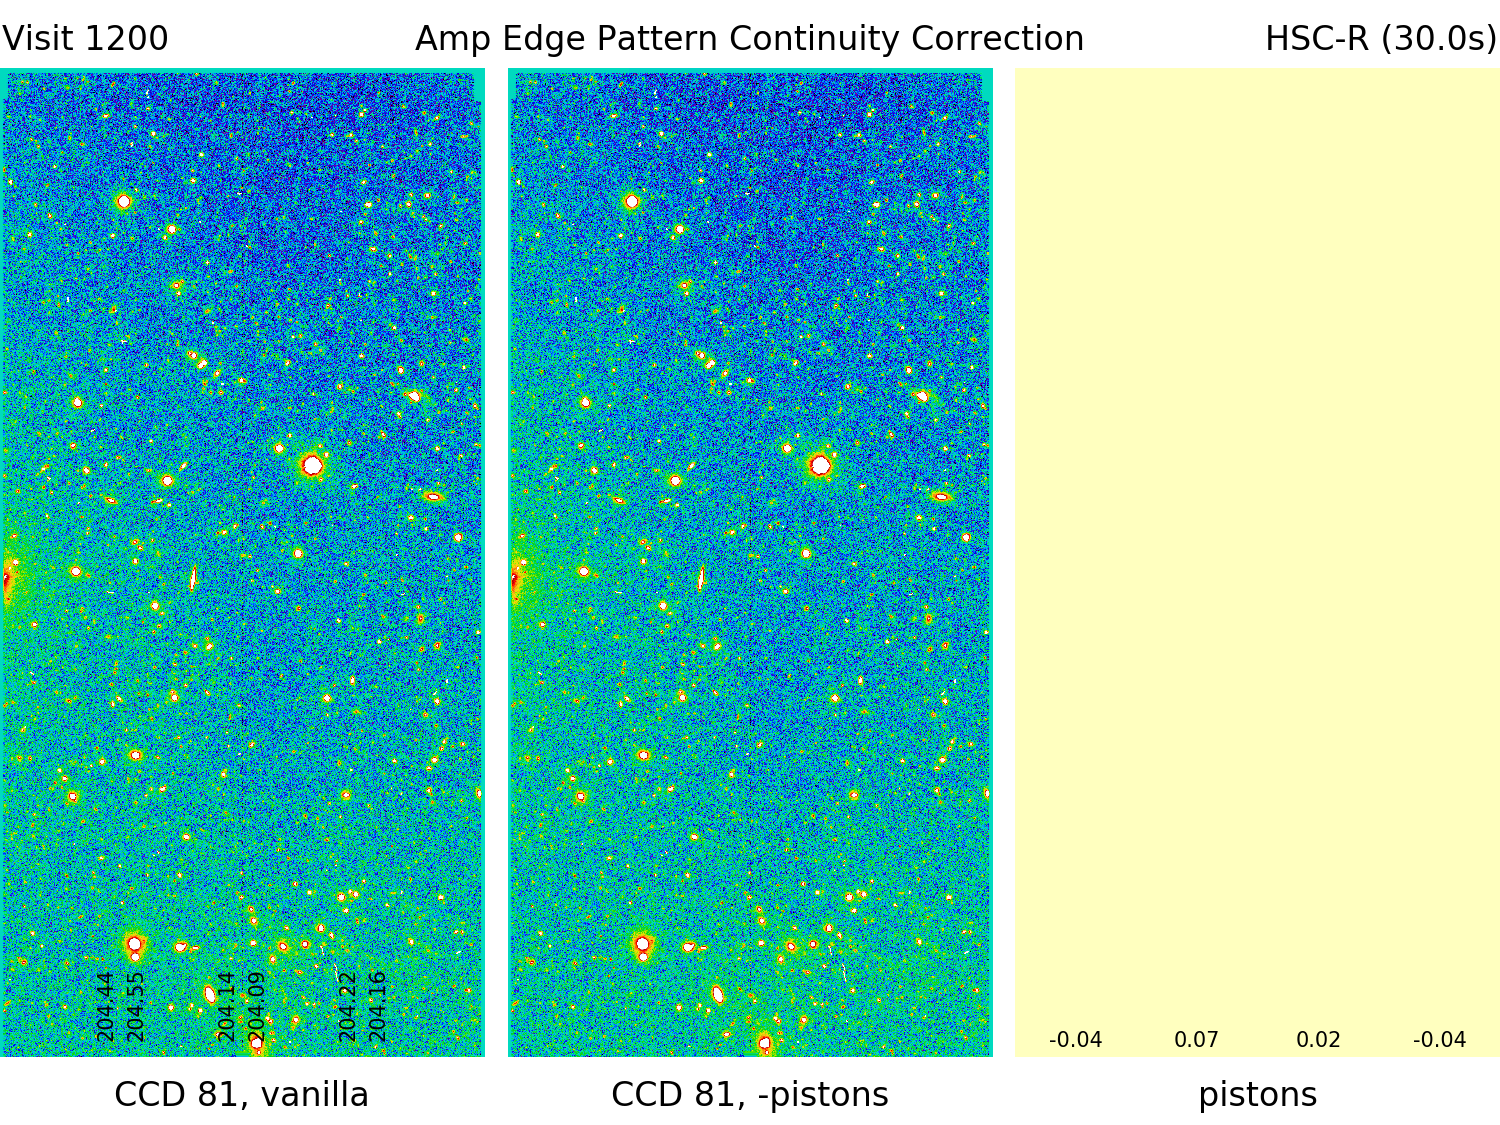 Visit 1200 Amp Edge Pattern Continuity Correction HSC-R (30.0s)
204.44 204.55 204.14 204.09 204.22 204.16
-0.04 0.07 0.02 -0.04
CCD 81, vanilla CCD 81, -pistons pistons